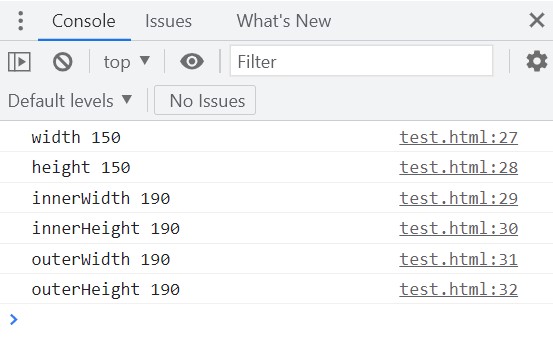 Console Issues What's New
top Filter
Default levels No Issues
width 150 test.html:27
height 150 test.html:28
innerWidth 190 test.html:29
innerHeight 190 test.html:30
outerWidth 190 test.html:31
outerHeight 190 test.html:32